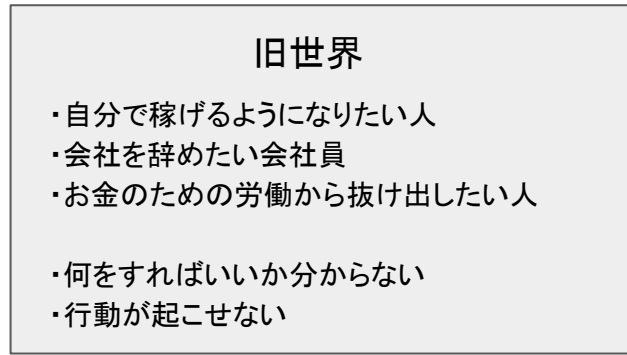 旧世界
・自分で稼げるようになりたい人
・会社を辞めたい会社員
・お金のための労働から抜け出したい人
・何をすればいいか分からない
・行動が起こせない